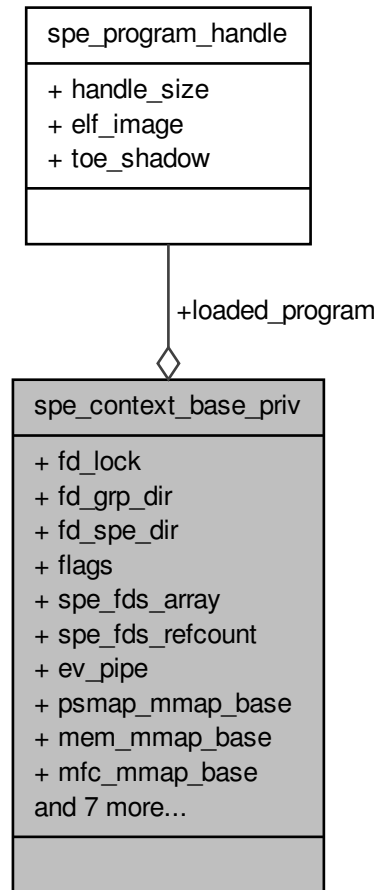 spe_program_handle
+ handle_size
+ elf_image
+ toe_shadow
+loaded_program
spe_context_base_priv
+ fd_lock
+ fd_grp_dir
+ fd_spe_dir
+ flags
+ spe_fds_array
+ spe_fds_refcount
+ ev_pipe
+ psmap_mmap_base
+ mem_mmap_base
+ mfc_mmap_base
and 7 more...